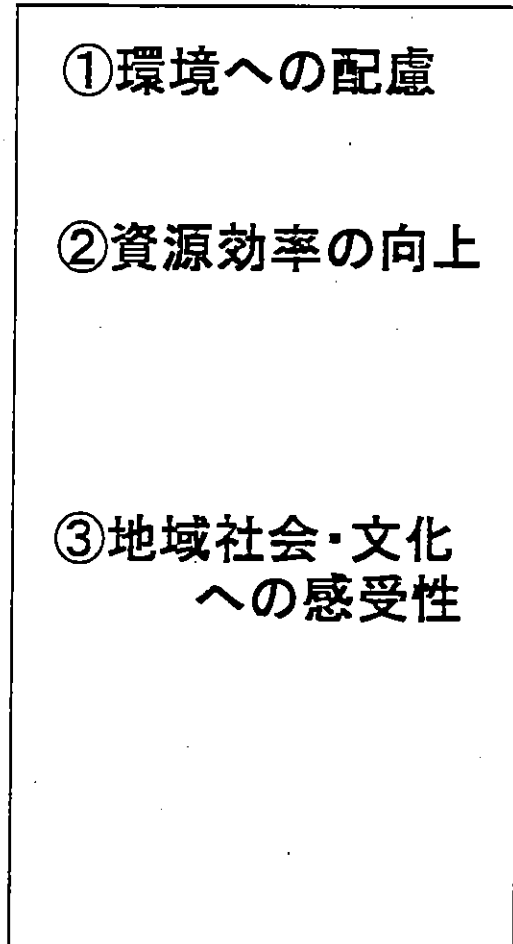 ①環境への配慮
②資源効率の向上
③地域社会・文化
への感受性